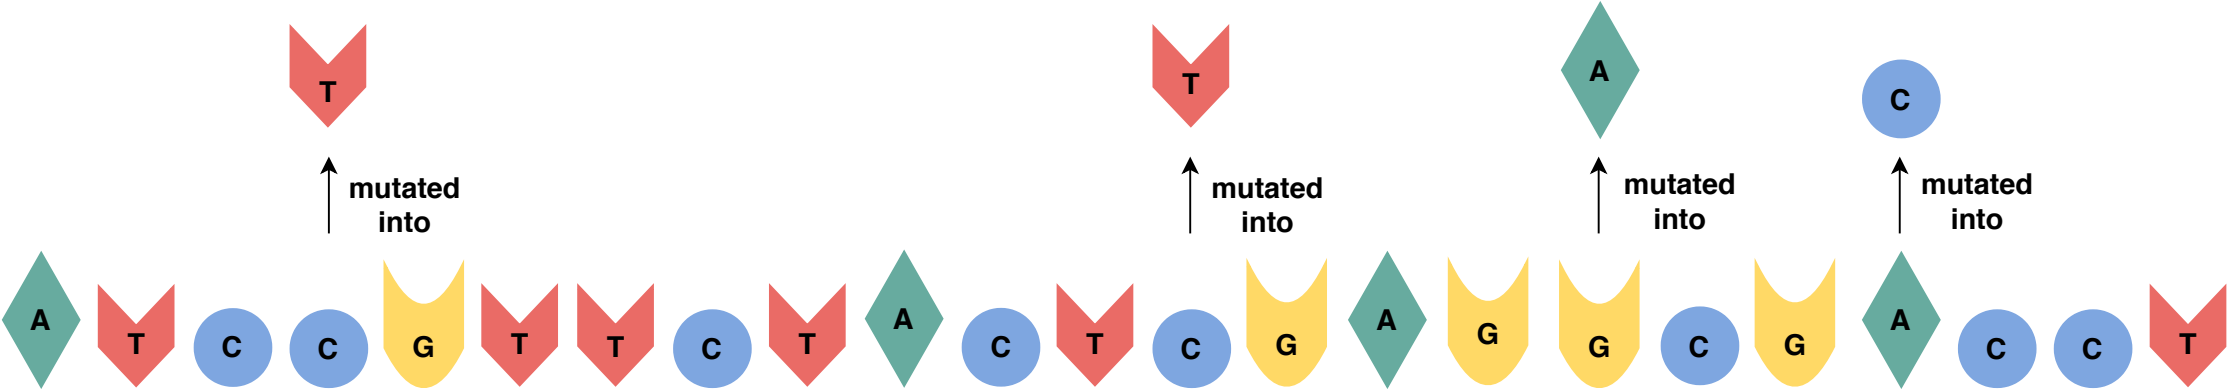 T T A C
mutated into mutated into mutated into mutated into
A T C C G T T C T A C T C G A G G C G A C C T